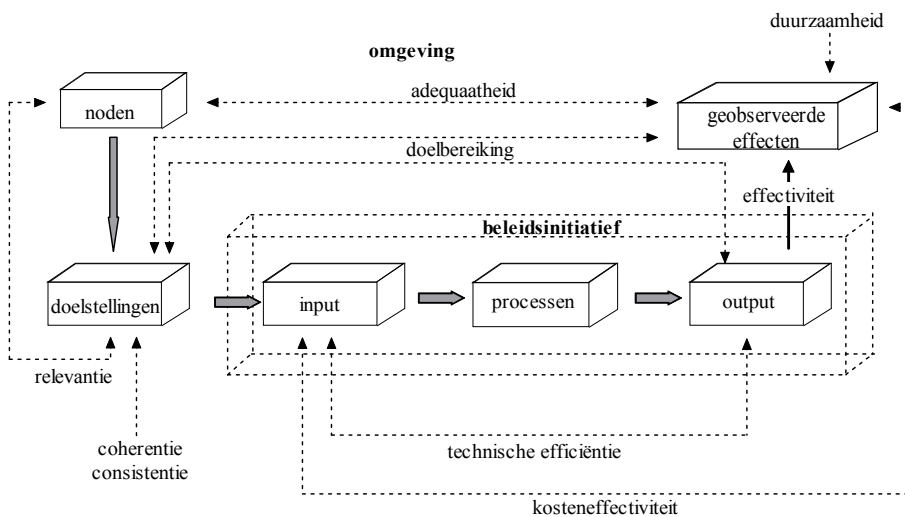 duurzaamheid
omgeving
adequaatheid
noden
geobserveerde
effecten
doelbereiking
effectiviteit
beleidsinitiatief
doelstellingen
input
processen
output
relevantie
coherentie
consistentie
technische efficiëntie
kosteneffectiviteit